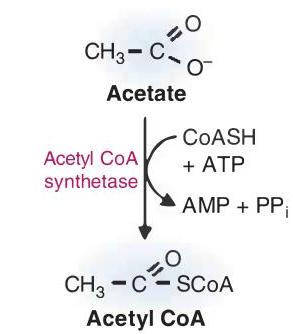 O
CH3 – C
O–
Acetate
CoASH
Acetyl CoA
+ ATP
synthetase
AMP + PPi
O
CH3 – C – SCoA
Acetyl CoA